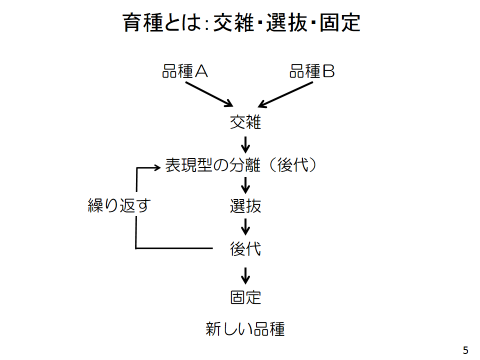 育種とは：交雑・選抜・固定
品種Ａ
品種Ｂ
交雑
表現型の分離（後代）
繰り返す
選抜
後代
固定
新しい品種
5